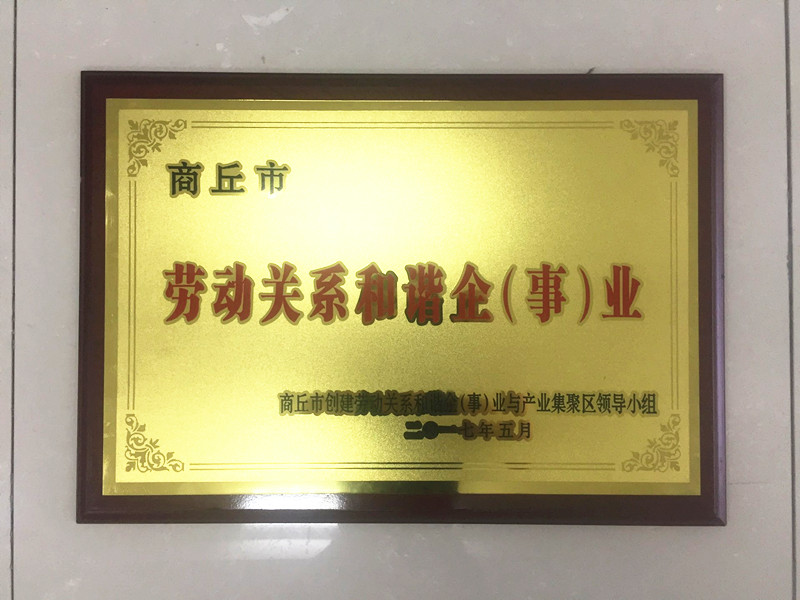 商丘市
劳动关系和谐企(事)业
商丘市创建劳动关系和谐企(事)业与产业集聚区领导小组
二〇一七年五月